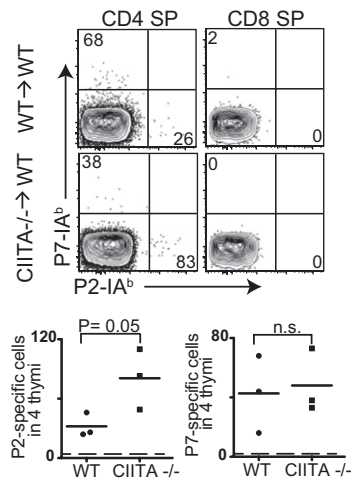 CD4 SP CD8 SP
WT→WT
68
26
2
0
CIITA-/-→WT
38
83
0
0
P7-IAᵇ
P2-IAᵇ
P= 0.05
120
0
P2-specific cells
in 4 thymi
WT CIITA -/-
n.s.
80
0
P7-specific cells
in 4 thymi
WT CIITA -/-